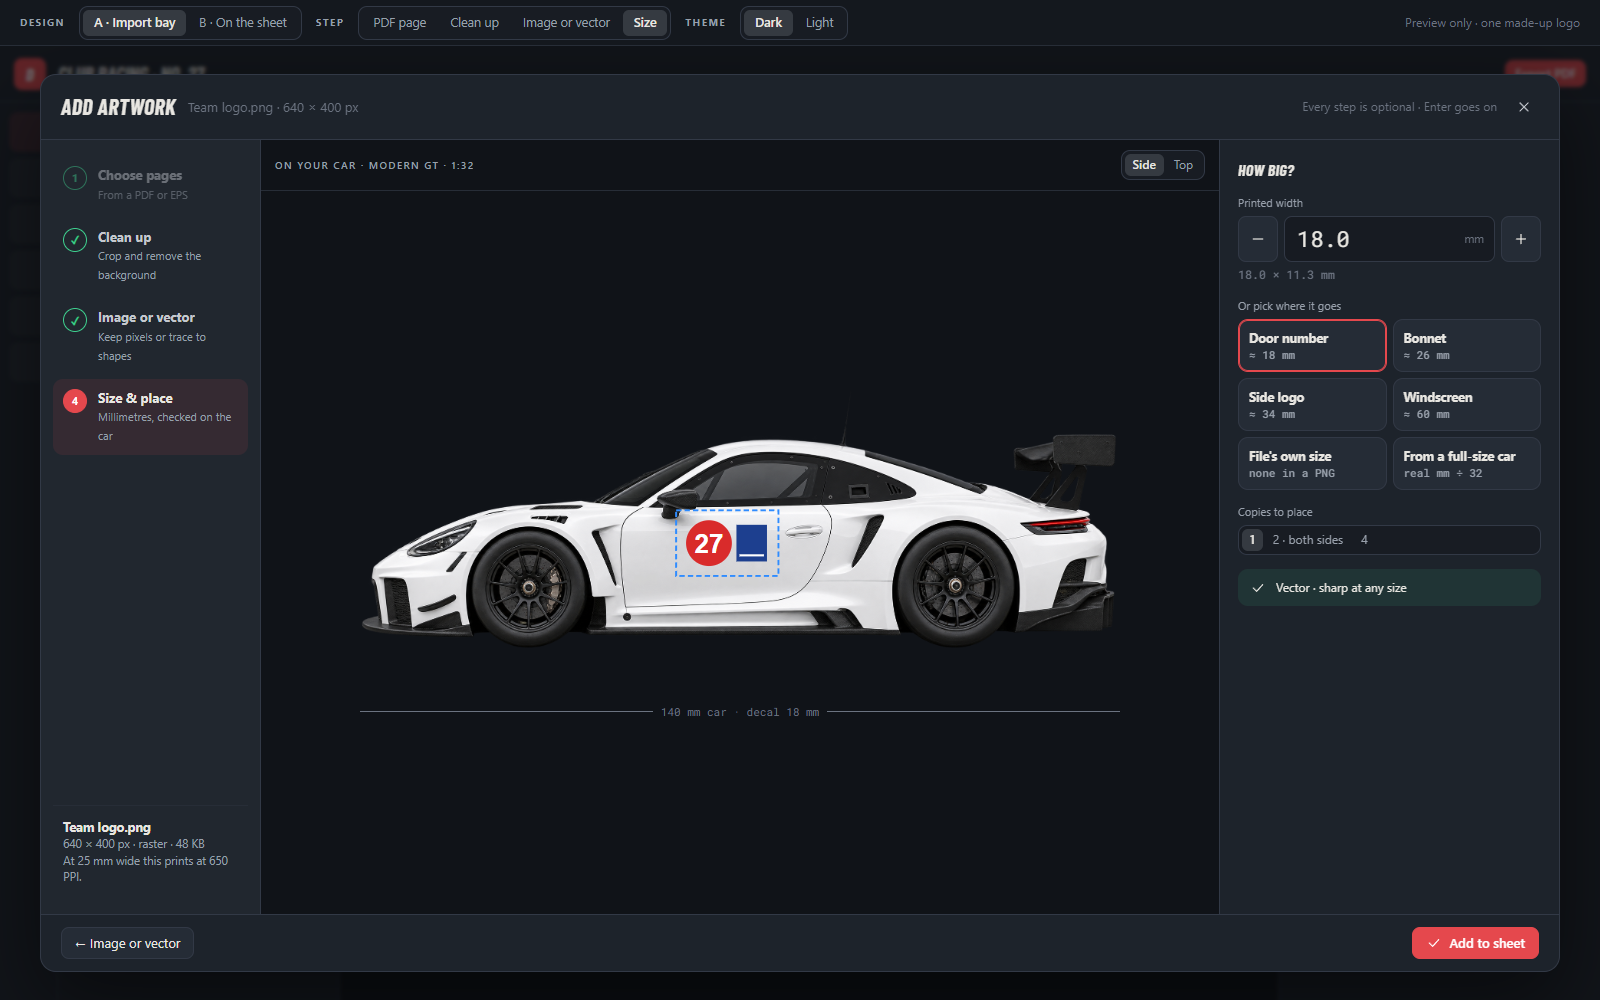 DESIGN
A · Import bay
B · On the sheet
STEP
PDF page
Clean up
Image or vector
Size
THEME
Dark
Light
Preview only · one made-up logo
ADD ARTWORK
Team logo.png · 640 × 400 px
Every step is optional · Enter goes on
1
Choose pages
From a PDF or EPS
Clean up
Crop and remove the
background
Image or vector
Keep pixels or trace to
shapes
4
Size & place
Millimetres, checked on the
car
Team logo.png
640 × 400 px · raster · 48 KB
At 25 mm wide this prints at 650
PPI.
ON YOUR CAR · MODERN GT · 1:32
Side
Top
27
140 mm car · decal 18 mm
HOW BIG?
Printed width
−
18.0
mm
+
18.0 × 11.3 mm
Or pick where it goes
Door number
≈ 18 mm
Bonnet
≈ 26 mm
Side logo
≈ 34 mm
Windscreen
≈ 60 mm
File's own size
none in a PNG
From a full-size car
real mm ÷ 32
Copies to place
1
2 · both sides
4
Vector · sharp at any size
← Image or vector
Add to sheet